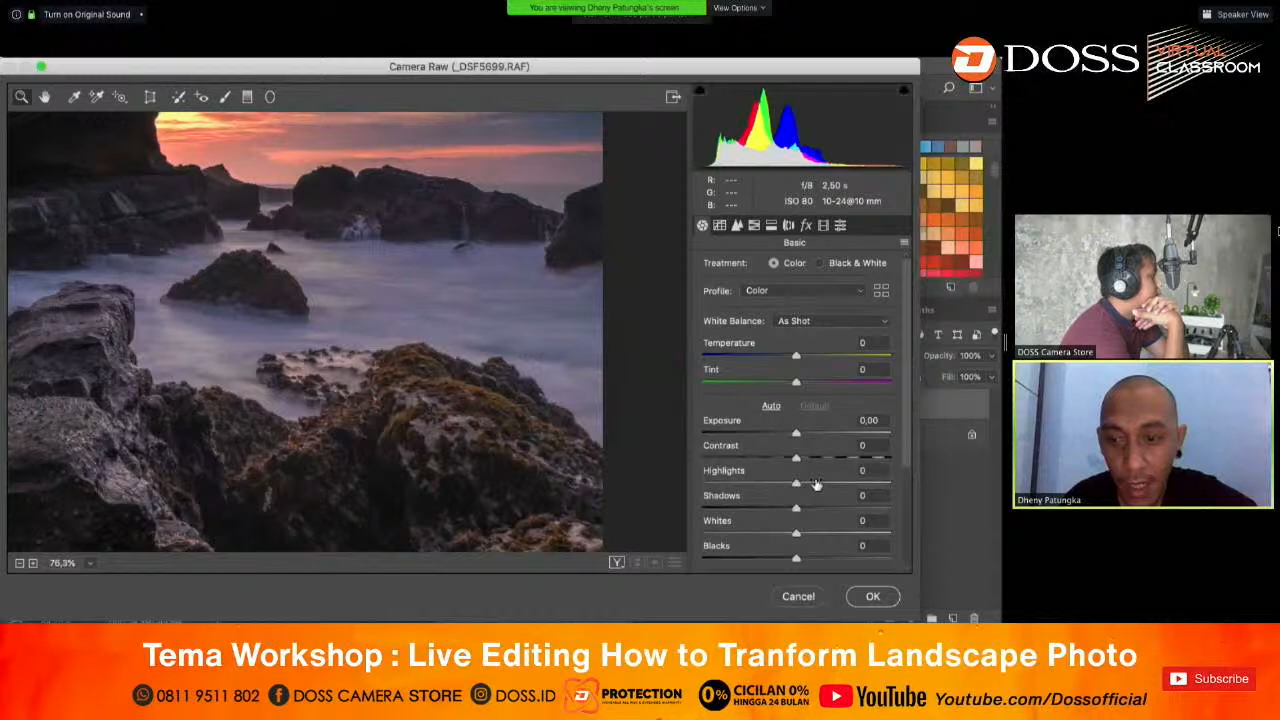 Turn on Original Sound
You are viewing Dheny Patungka's screen
View Options
Speaker View
DOSS
VIRTUAL
CLASSROOM
Camera Raw (_DSF5699.RAF)
R: ---
G: ---
B: ---
f/8 2,50 s
ISO 80 10-24@10 mm
fx
Basic
Treatment: Color Black & White
Profile: Color
White Balance: As Shot
Temperature 0
Tint 0
Auto Default
Exposure 0,00
Contrast 0
Highlights 0
Shadows 0
Whites 0
Blacks 0
76,3%
Y
Cancel OK
Opacity: 100%
Fill: 100%
DOSS Camera Store
Dheny Patungka
Tema Workshop : Live Editing How to Tranform Landscape Photo
0811 9511 802 DOSS CAMERA STORE DOSS.ID PROTECTION 0% CICILAN 0% HINGGA 24 BULAN YouTube Youtube.com/Dossofficial
Subscribe